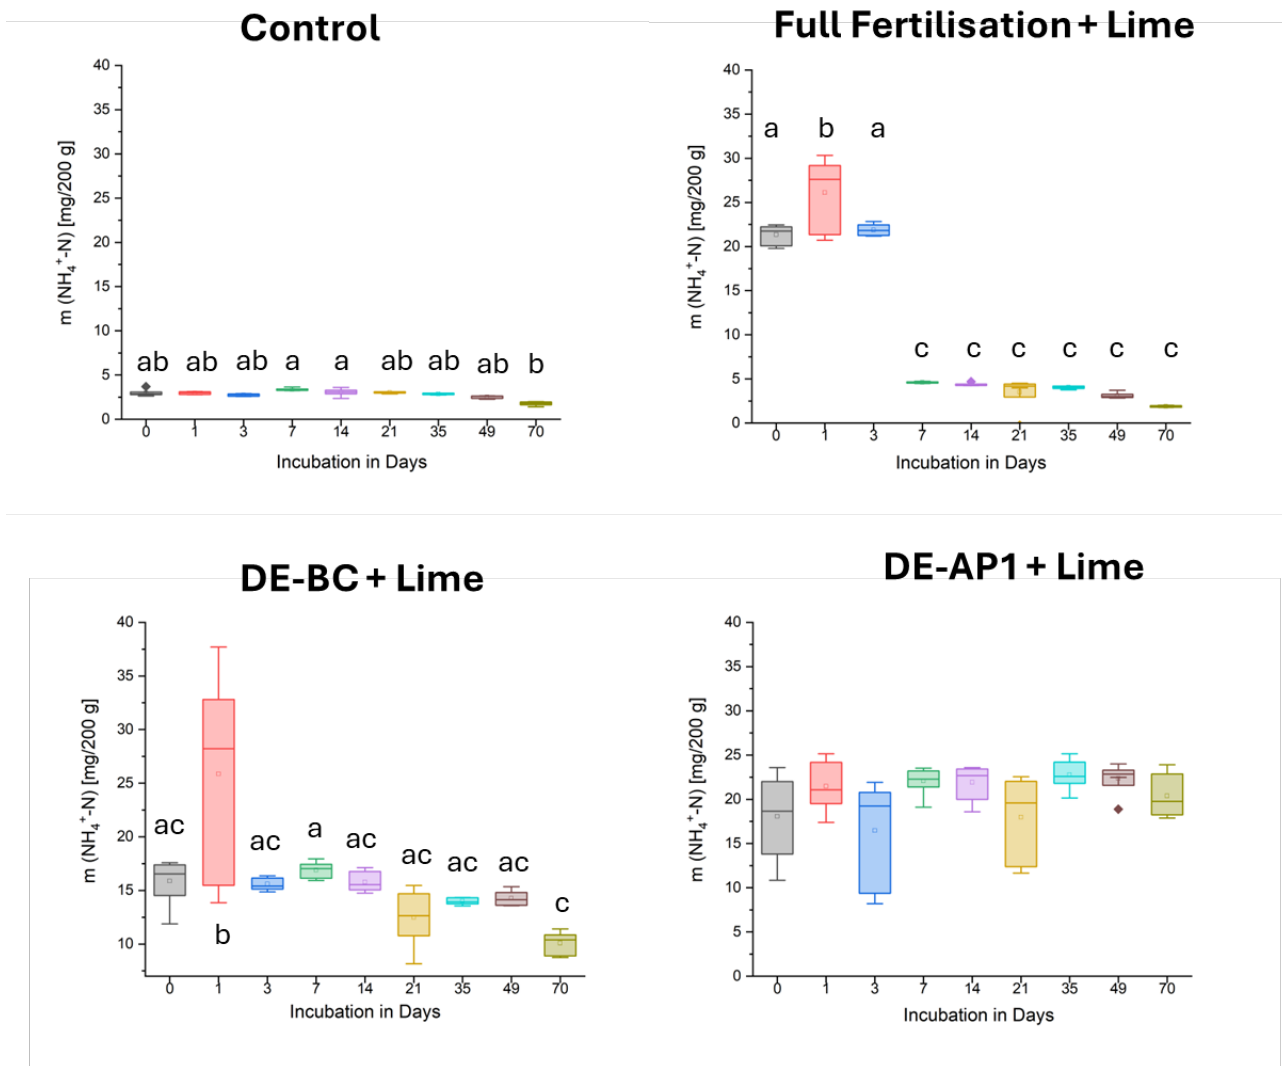 Control
40
35
30
25
20
15
10
5
0
m (NH₄⁺-N) [mg/200 g]
ab ab ab a a ab ab ab b
0 1 3 7 14 21 35 49 70
Incubation in Days
Full Fertilisation + Lime
40
35
30
25
20
15
10
5
0
m (NH₄⁺-N) [mg/200 g]
a b a
c c c c c c
0 1 3 7 14 21 35 49 70
Incubation in Days
DE-BC + Lime
40
35
30
25
20
15
10
m (NH₄⁺-N) [mg/200 g]
ac b ac a ac ac ac ac c
0 1 3 7 14 21 35 49 70
Incubation in Days
DE-AP1 + Lime
40
35
30
25
20
15
10
5
0
m (NH₄⁺-N) [mg/200 g]
0 1 3 7 14 21 35 49 70
Incubation in Days